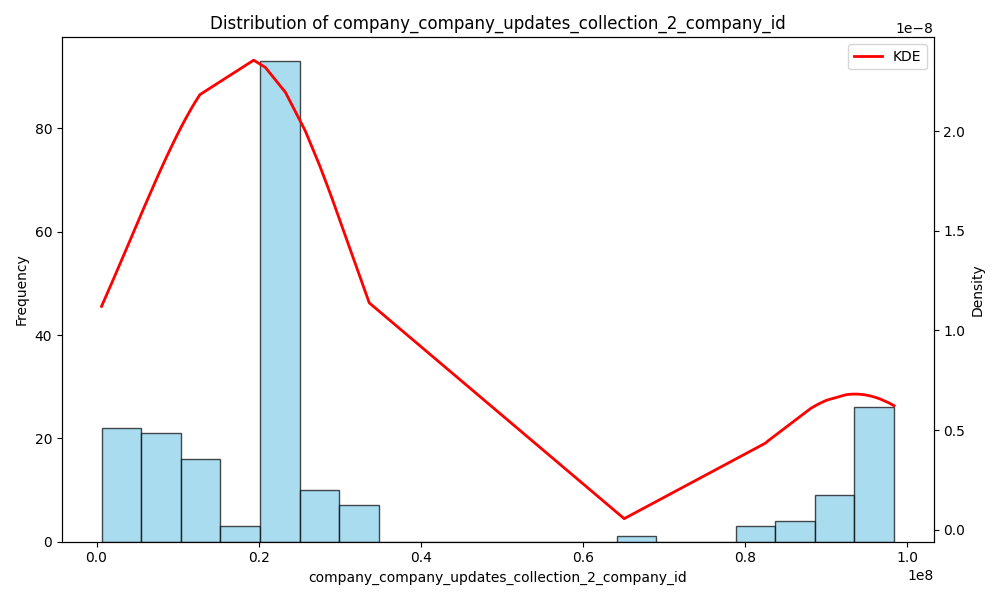 Distribution of company_company_updates_collection_2_company_id
1e−8
KDE
Frequency
80
60
40
20
0
2.0
1.5
1.0
0.5
0.0
Density
0.0 0.2 0.4 0.6 0.8 1.0
1e8
company_company_updates_collection_2_company_id